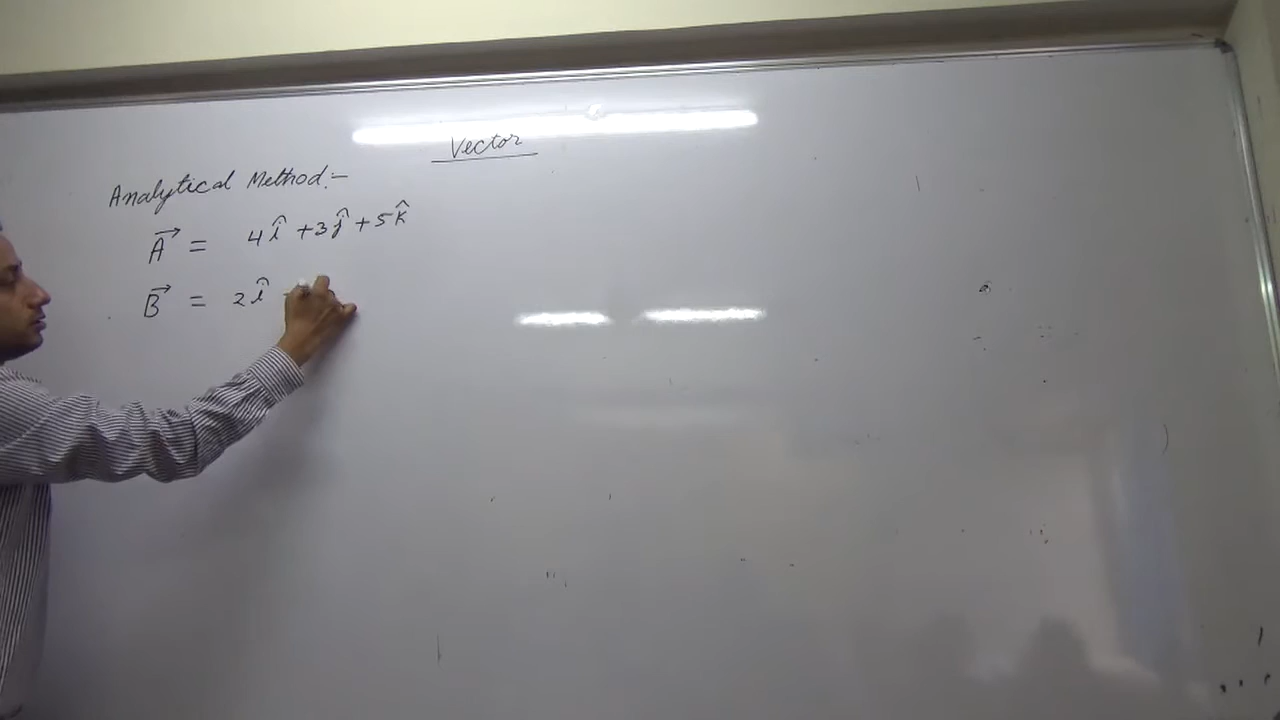 Vector
Analytical Method:-
A⃗ = 4î + 3ĵ + 5k̂
B⃗ = 2î